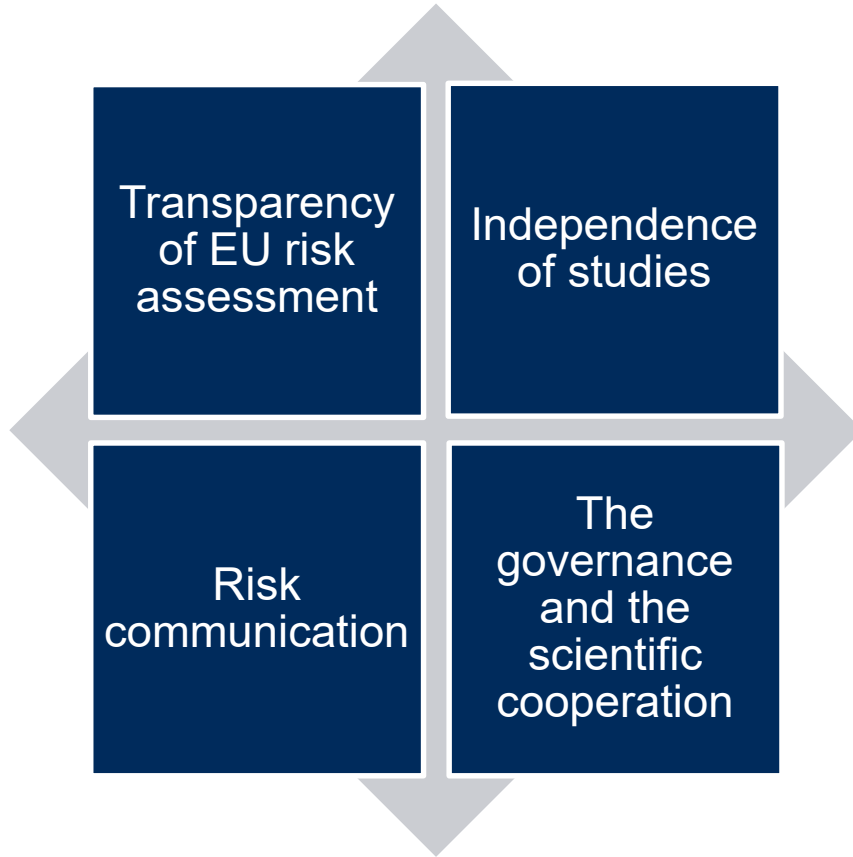 Transparency
of EU risk
assessment
Independence
of studies
Risk
communication
The
governance
and the
scientific
cooperation